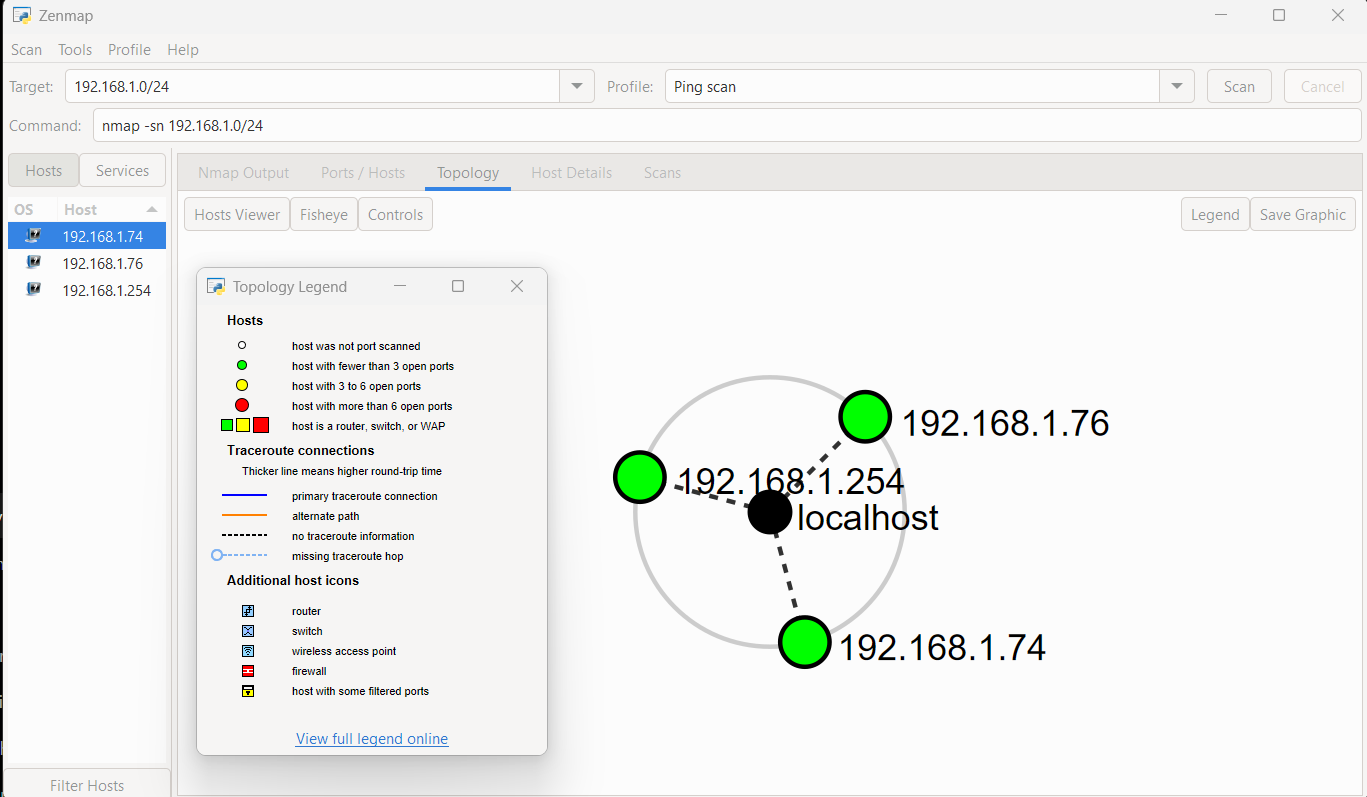 Zenmap
Scan Tools Profile Help
Target: 192.168.1.0/24 Profile: Ping scan Scan Cancel
Command: nmap -sn 192.168.1.0/24
Hosts Services
Nmap Output Ports / Hosts Topology Host Details Scans
OS Host
192.168.1.74
192.168.1.76
192.168.1.254
Filter Hosts
Hosts Viewer Fisheye Controls Legend Save Graphic
Topology Legend
Hosts
host was not port scanned
host with fewer than 3 open ports
host with 3 to 6 open ports
host with more than 6 open ports
host is a router, switch, or WAP
Traceroute connections
Thicker line means higher round-trip time
primary traceroute connection
alternate path
no traceroute information
missing traceroute hop
Additional host icons
router
switch
wireless access point
firewall
host with some filtered ports
View full legend online
192.168.1.76
192.168.1.254
localhost
192.168.1.74